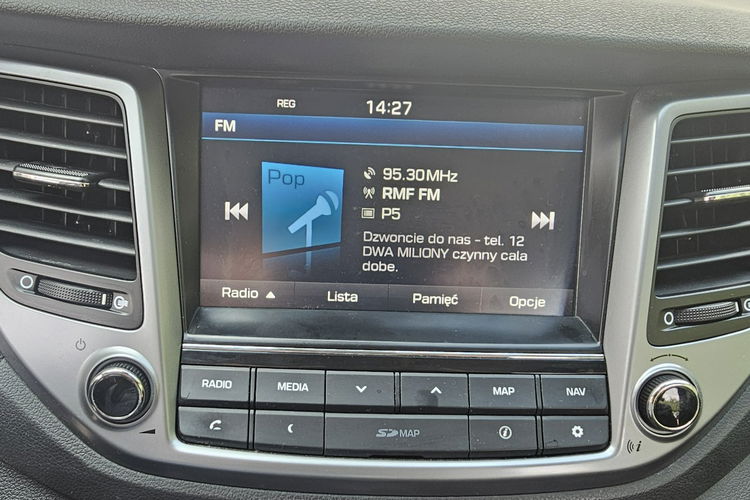 REG 14:27
FM
Pop
95.30MHz
RMF FM
P5
Dzwoncie do nas - tel. 12
DWA MILIONY czynny cala
dobe.
Radio ▲ Lista Pamięć Opcje
RADIO MEDIA MAP NAV
SD MAP i
i